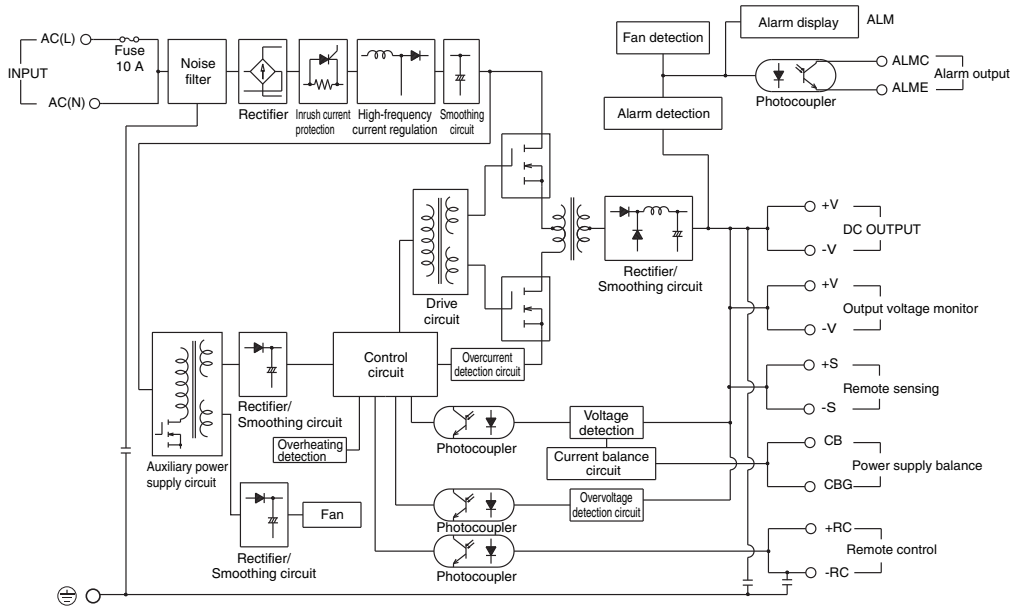 AC(L)
Fuse
10 A
INPUT
AC(N)
Noise
filter
Rectifier
Inrush current
protection
High-frequency
current regulation
Smoothing
circuit
Fan detection
Alarm display
ALM
ALMC
Alarm output
ALME
Photocoupler
Alarm detection
Drive
circuit
Rectifier/
Smoothing circuit
+V
DC OUTPUT
-V
+V
Output voltage monitor
-V
+S
Remote sensing
-S
CB
Power supply balance
CBG
+RC
Remote control
-RC
Control
circuit
Overcurrent
detection circuit
Rectifier/
Smoothing circuit
Overheating
detection
Auxiliary power
supply circuit
Fan
Rectifier/
Smoothing circuit
Photocoupler
Voltage
detection
Current balance
circuit
Photocoupler
Overvoltage
detection circuit
Photocoupler